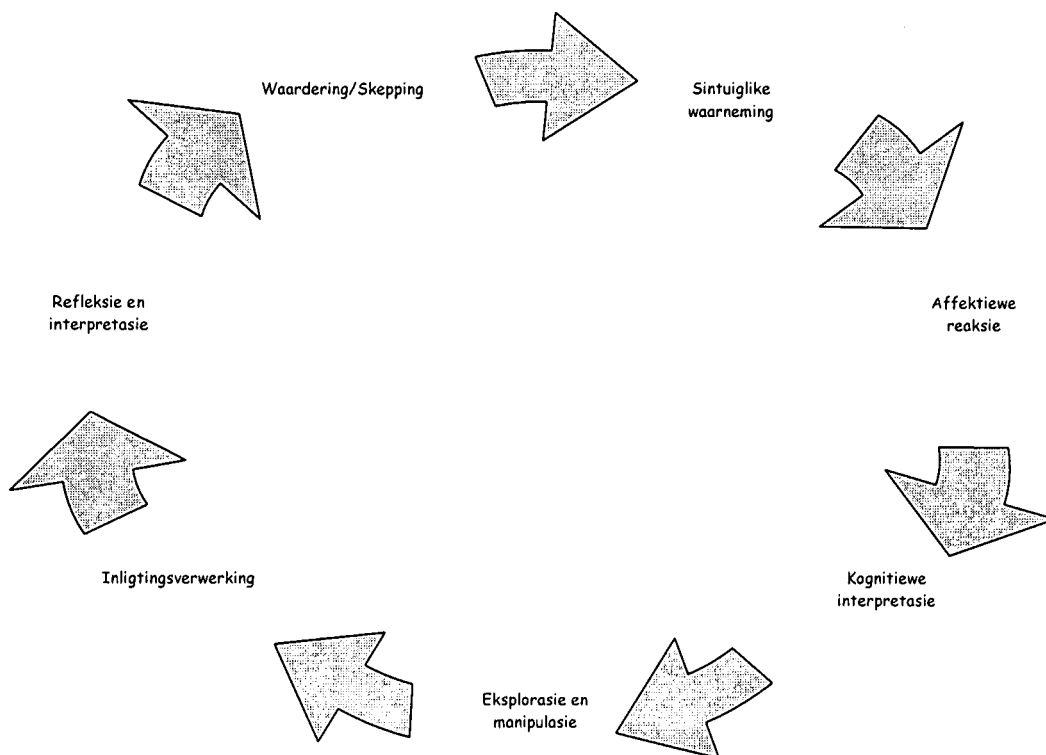 Waardering/Skepping
Sintuiglike
waarneming
Affektiewe
reaksie
Kognitiewe
interpretasie
Eksplorasie en
manipulasie
Inligtingsverwerking
Refleksie en
interpretasie